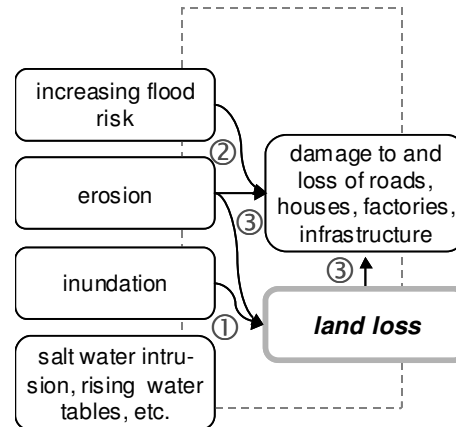 increasing flood
risk
②
damage to and
loss of roads,
houses, factories,
infrastructure
erosion
③
③
inundation
①
land loss
salt water intru-
sion, rising water
tables, etc.